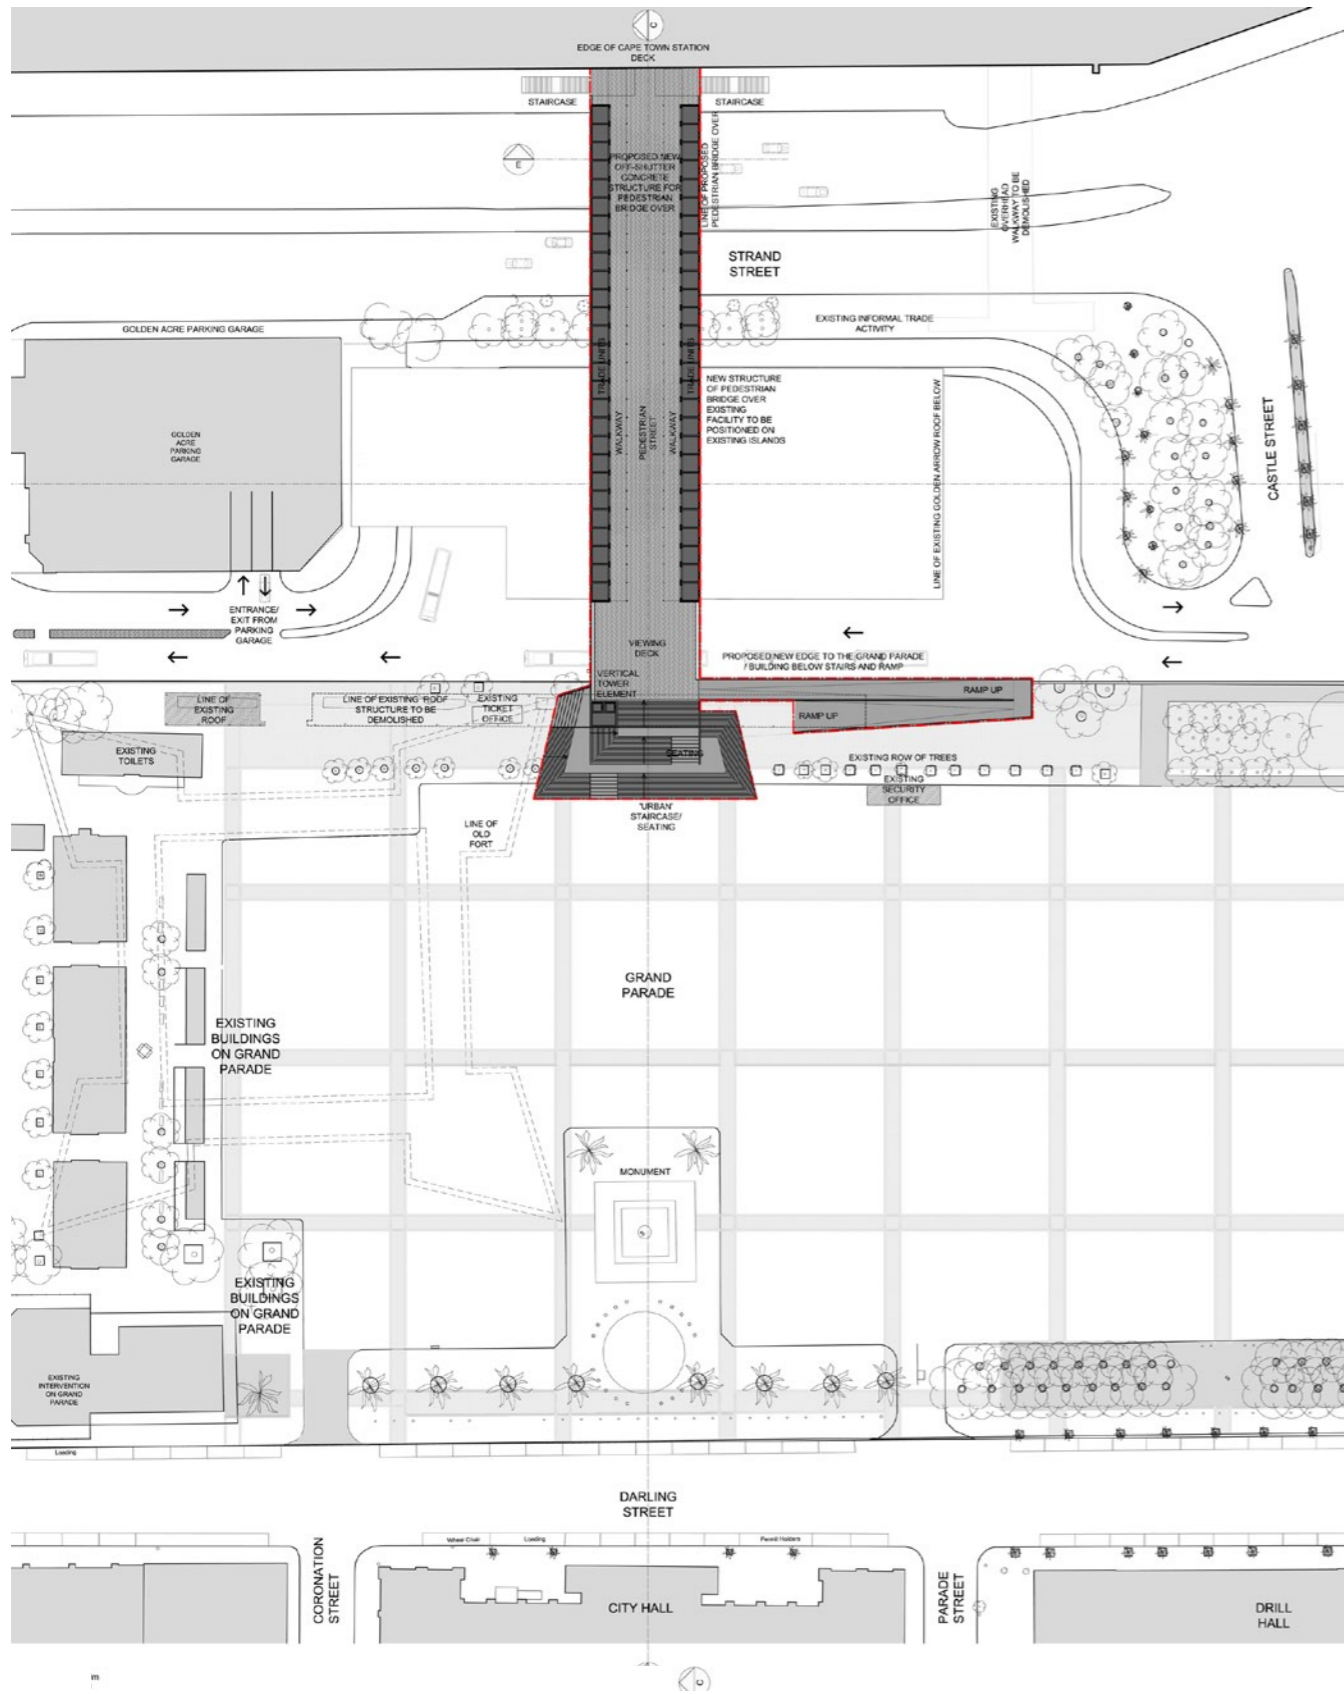 C
EDGE OF CAPE TOWN STATION
DECK
STAIRCASE
STAIRCASE
E
PROPOSED NEW
OFF-SHUTTER
CONCRETE
STRUCTURE FOR
PEDESTRIAN
BRIDGE OVER
LINE OF PROPOSED
PEDESTRIAN BRIDGE OVER
EXISTING
OVERHEAD
WALKWAY TO BE
DEMOLISHED
STRAND
STREET
GOLDEN ACRE PARKING GARAGE
EXISTING INFORMAL TRADE
ACTIVITY
TRADE UNITS
TRADE UNITS
NEW STRUCTURE
OF PEDESTRIAN
BRIDGE OVER
EXISTING
FACILITY TO BE
POSITIONED ON
EXISTING ISLANDS
WALKWAY
PEDESTRIAN
STREET
WALKWAY
GOLDEN
ACRE
PARKING
GARAGE
LINE OF EXISTING GOLDEN ARROW ROOF BELOW
CASTLE STREET
ENTRANCE/
EXIT FROM
PARKING
GARAGE
VIEWING
DECK
PROPOSED NEW EDGE TO THE GRAND PARADE
/ BUILDING BELOW STAIRS AND RAMP
VERTICAL
TOWER
ELEMENT
RAMP UP
RAMP UP
LINE OF
EXISTING
ROOF
LINE OF EXISTING ROOF
STRUCTURE TO BE
DEMOLISHED
EXISTING
TICKET
OFFICE
EXISTING
TOILETS
SEATING
EXISTING ROW OF TREES
EXISTING
SECURITY
OFFICE
'URBAN'
STAIRCASE/
SEATING
LINE OF
OLD
FORT
GRAND
PARADE
EXISTING
BUILDINGS
ON GRAND
PARADE
MONUMENT
EXISTING
BUILDINGS
ON GRAND
PARADE
EXISTING
INTERVENTION
ON GRAND
PARADE
Loading
DARLING
STREET
Wheel Chair
Loading
Permit Holders
CORONATION
STREET
CITY HALL
PARADE
STREET
DRILL
HALL
m
C